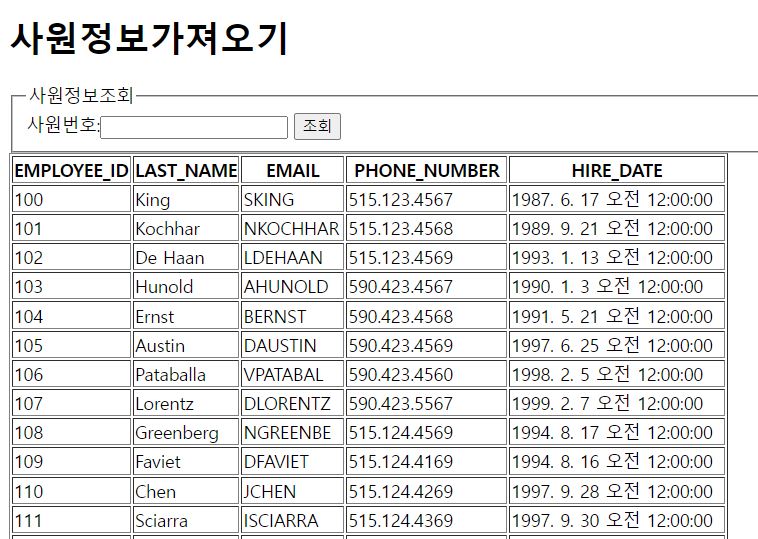 사원정보가져오기
사원정보조회
사원번호: 조회
EMPLOYEE_ID LAST_NAME EMAIL PHONE_NUMBER HIRE_DATE
100 King SKING 515.123.4567 1987. 6. 17 오전 12:00:00
101 Kochhar NKOCHHAR 515.123.4568 1989. 9. 21 오전 12:00:00
102 De Haan LDEHAAN 515.123.4569 1993. 1. 13 오전 12:00:00
103 Hunold AHUNOLD 590.423.4567 1990. 1. 3 오전 12:00:00
104 Ernst BERNST 590.423.4568 1991. 5. 21 오전 12:00:00
105 Austin DAUSTIN 590.423.4569 1997. 6. 25 오전 12:00:00
106 Pataballa VPATABAL 590.423.4560 1998. 2. 5 오전 12:00:00
107 Lorentz DLORENTZ 590.423.5567 1999. 2. 7 오전 12:00:00
108 Greenberg NGREENBE 515.124.4569 1994. 8. 17 오전 12:00:00
109 Faviet DFAVIET 515.124.4169 1994. 8. 16 오전 12:00:00
110 Chen JCHEN 515.124.4269 1997. 9. 28 오전 12:00:00
111 Sciarra ISCIARRA 515.124.4369 1997. 9. 30 오전 12:00:00